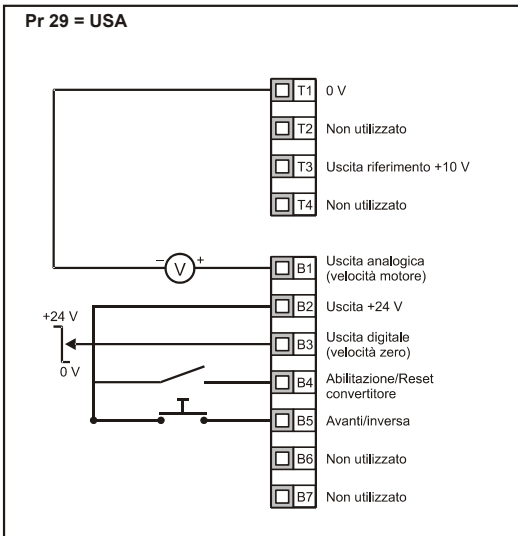 Pr 29 = USA
T1 0 V
T2 Non utilizzato
T3 Uscita riferimento +10 V
T4 Non utilizzato
– V +
B1 Uscita analogica
(velocità motore)
B2 Uscita +24 V
+24 V
B3 Uscita digitale
(velocità zero)
0 V
B4 Abilitazione/Reset
convertitore
B5 Avanti/inversa
B6 Non utilizzato
B7 Non utilizzato